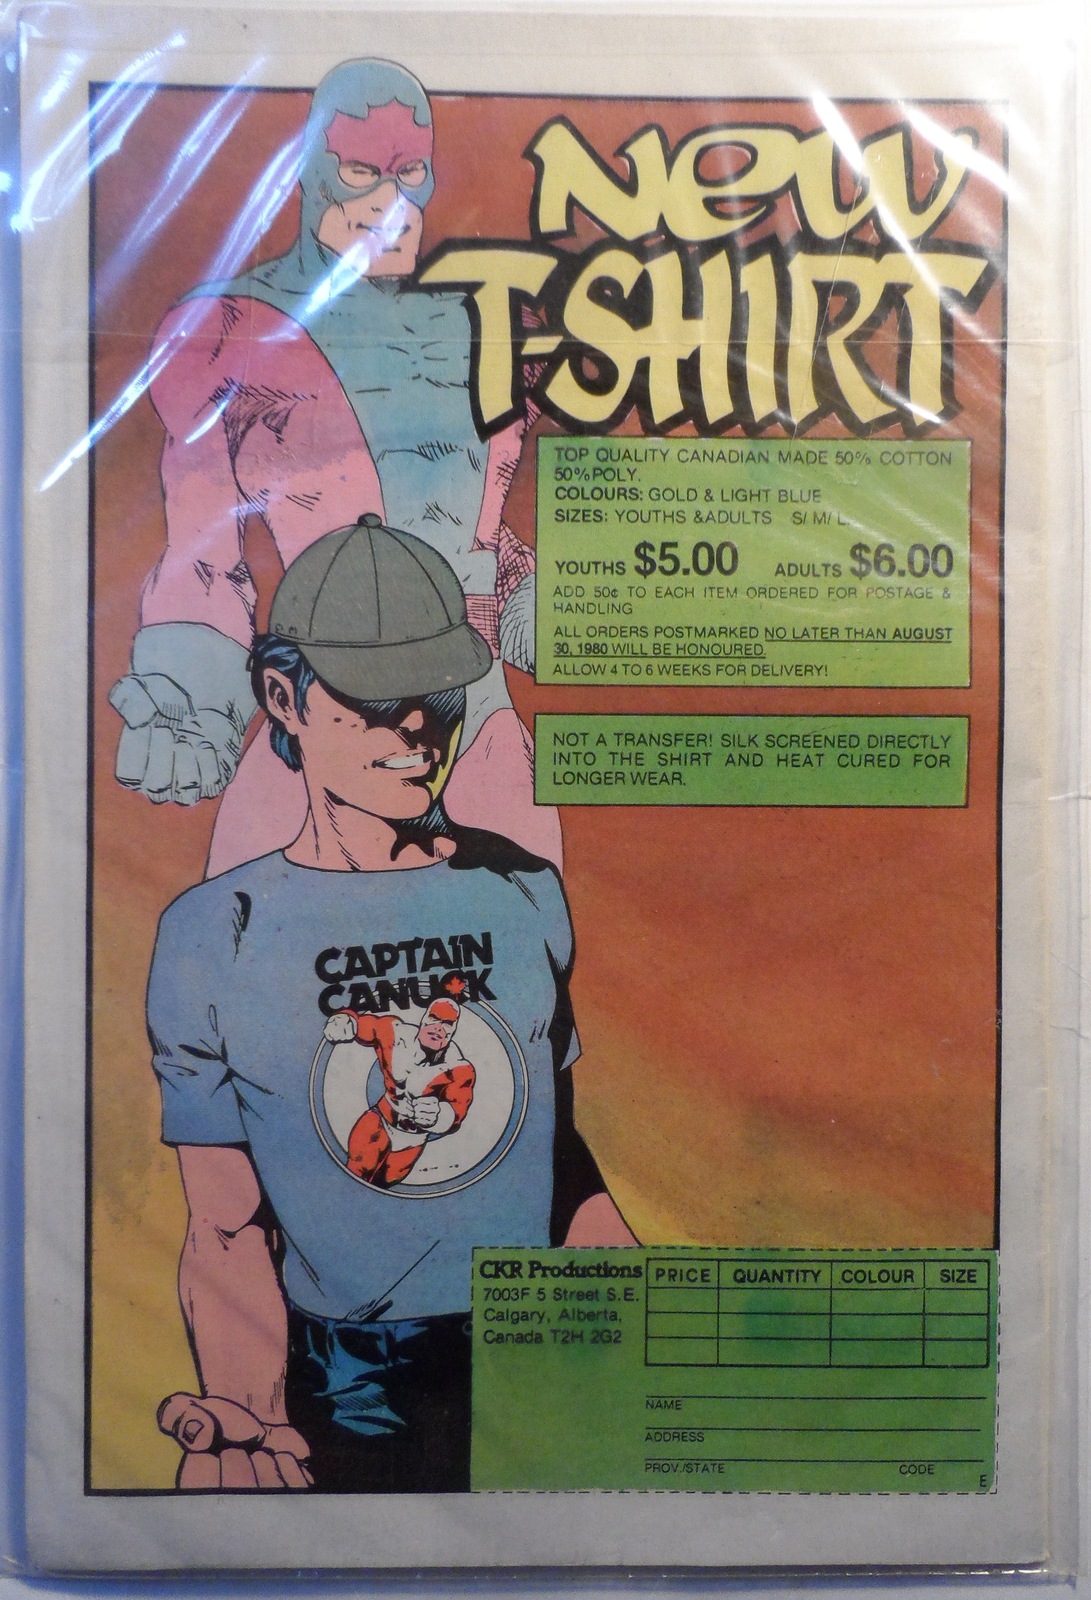 NEW
T-SHIRT
TOP QUALITY CANADIAN MADE 50% COTTON
50% POLY.
COLOURS: GOLD & LIGHT BLUE
SIZES: YOUTHS & ADULTS S/ M/ L.
YOUTHS $5.00 ADULTS $6.00
ADD 50¢ TO EACH ITEM ORDERED FOR POSTAGE &
HANDLING
ALL ORDERS POSTMARKED NO LATER THAN AUGUST
30, 1980 WILL BE HONOURED.
ALLOW 4 TO 6 WEEKS FOR DELIVERY!
NOT A TRANSFER! SILK SCREENED DIRECTLY
INTO THE SHIRT AND HEAT CURED FOR
LONGER WEAR.
CAPTAIN
CANUCK
CKR Productions
7003F 5 Street S.E.
Calgary, Alberta,
Canada T2H 2G2
PRICE QUANTITY COLOUR SIZE
NAME
ADDRESS
PROV./STATE CODE
E